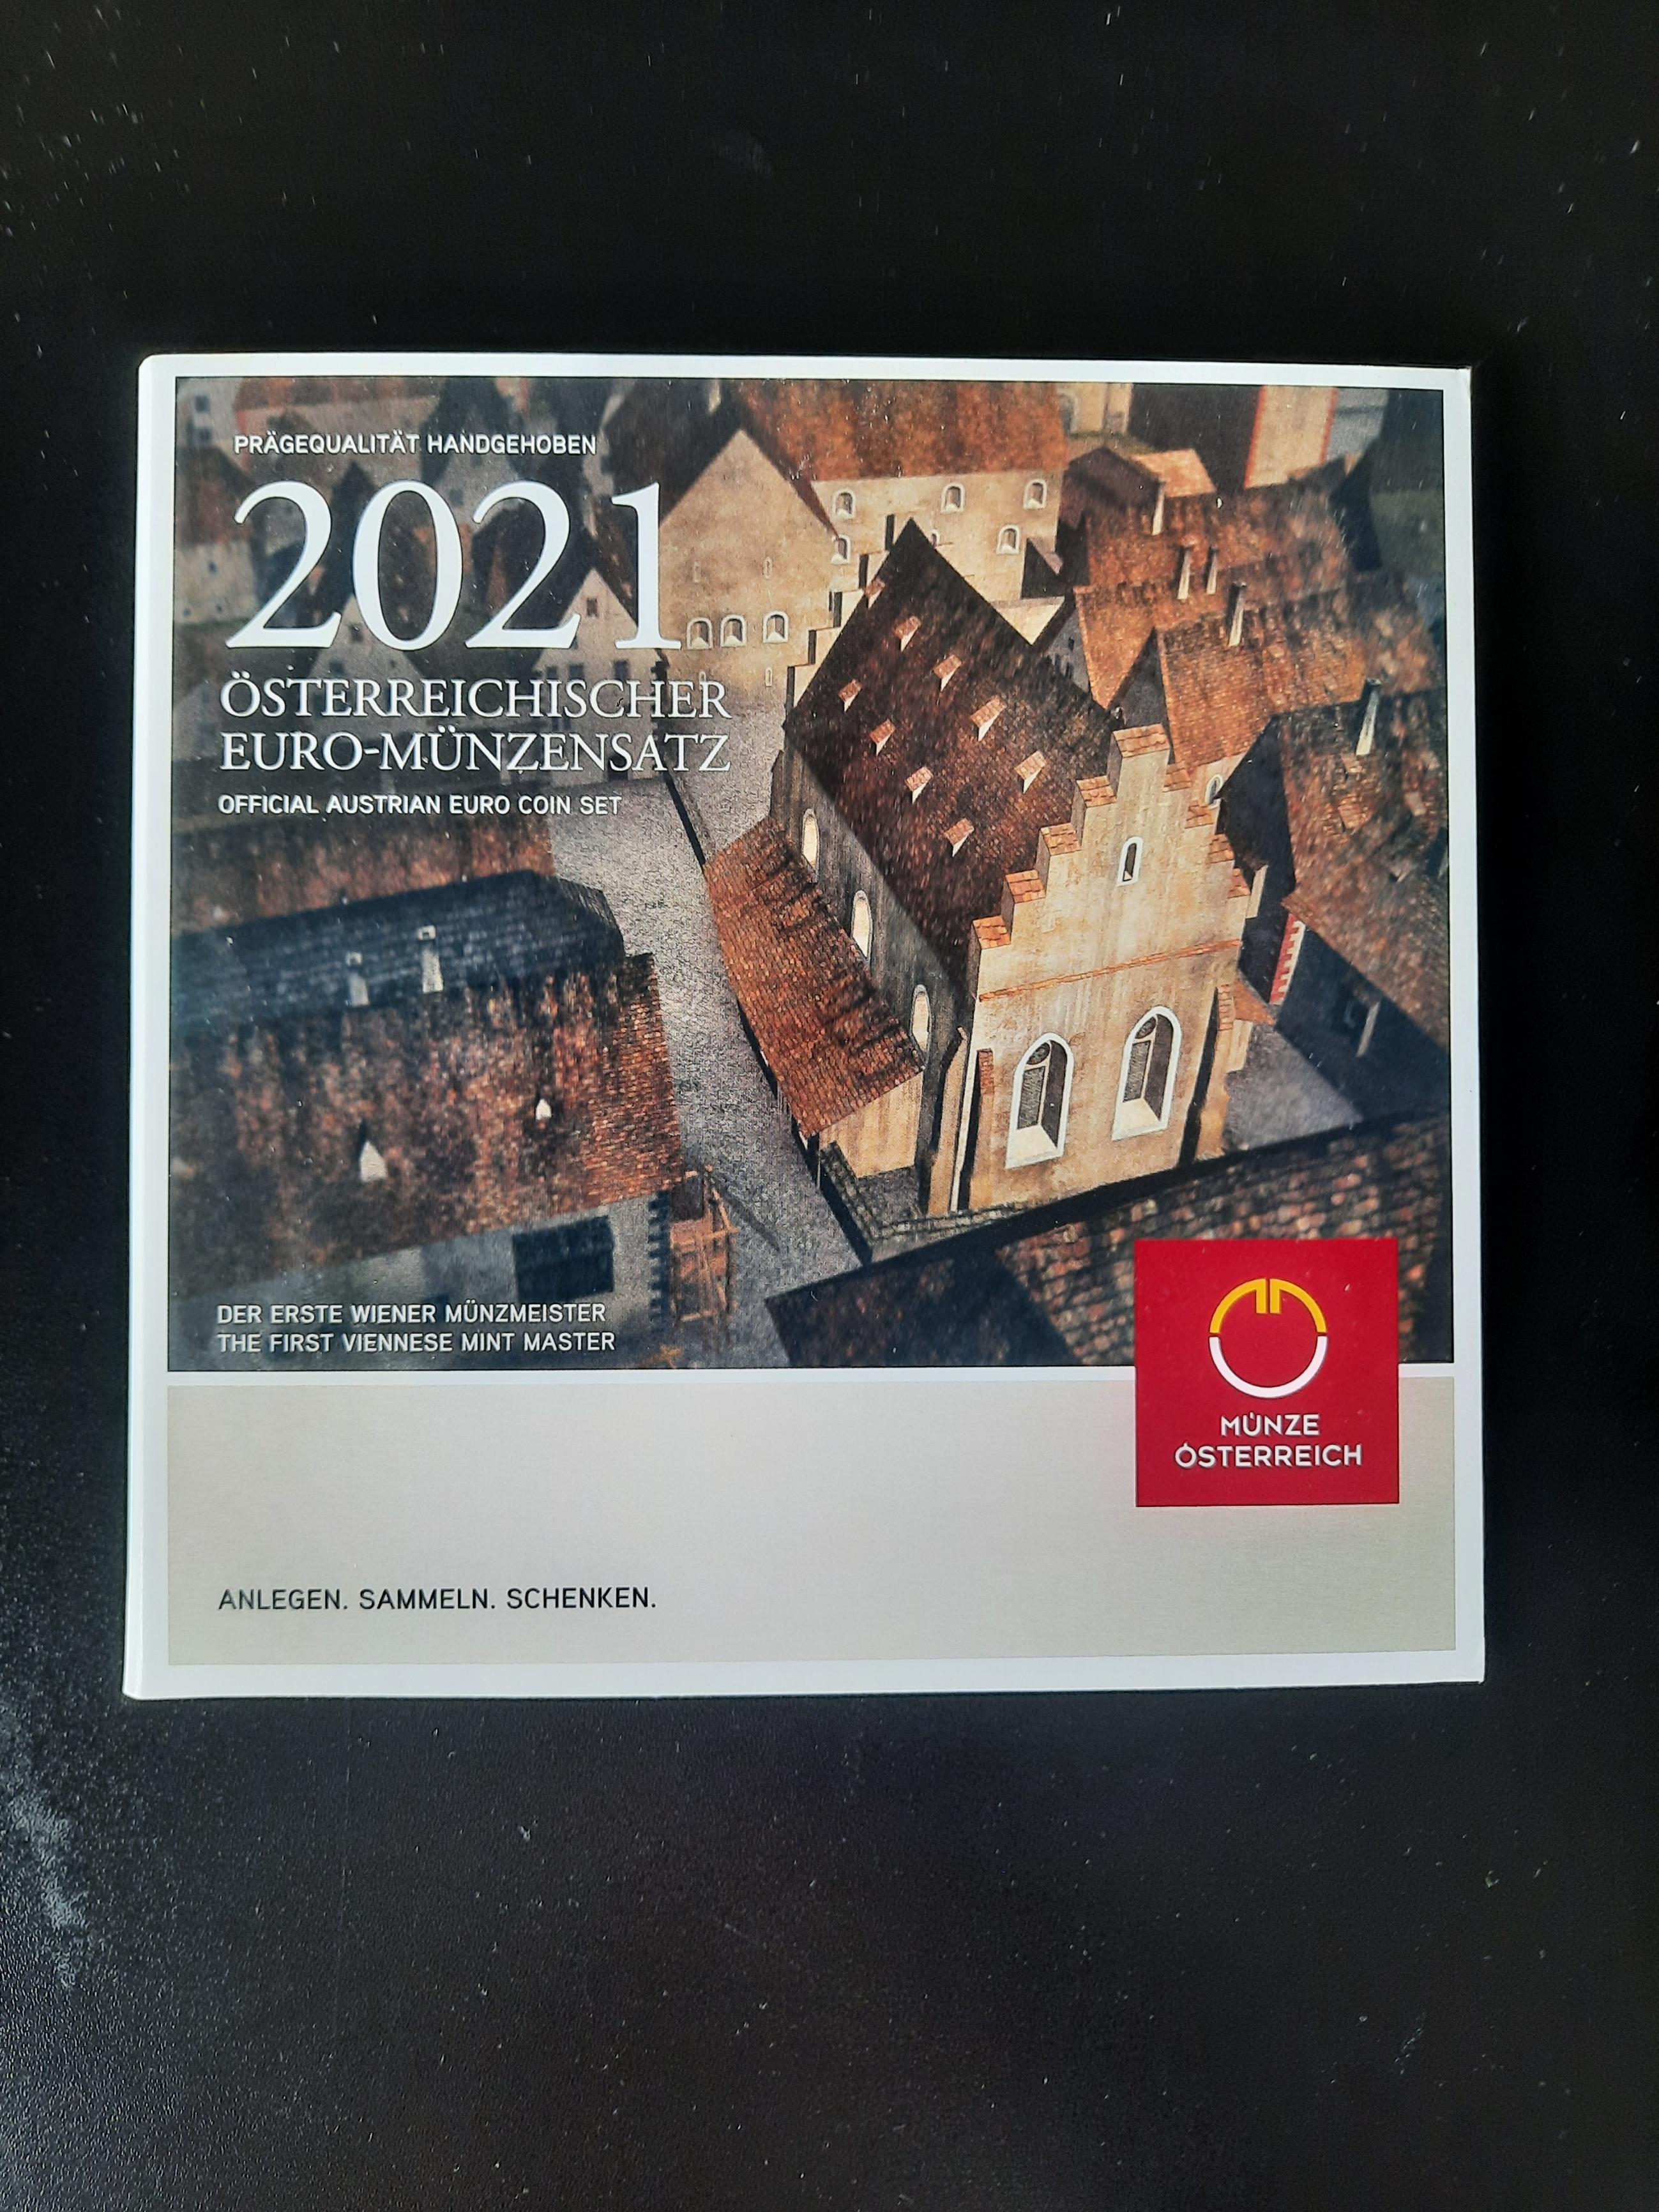 PRÄGEQUALITÄT HANDGEHOBEN
2021
ÖSTERREICHISCHER
EURO-MÜNZENSATZ
OFFICIAL AUSTRIAN EURO COIN SET
DER ERSTE WIENER MÜNZMEISTER
THE FIRST VIENNESE MINT MASTER
MÜNZE
ÖSTERREICH
ANLEGEN. SAMMELN. SCHENKEN.